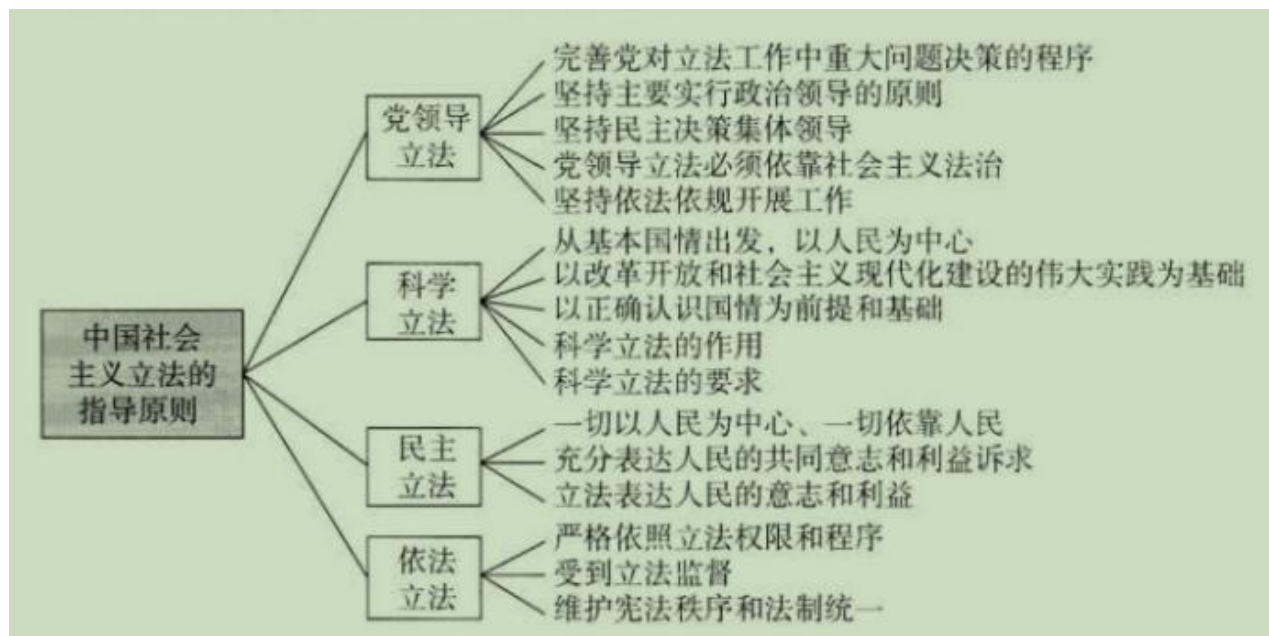 中国社会
主义立法的
指导原则
党领导
立法
完善党对立法工作中重大问题决策的程序
坚持主要实行政治领导的原则
坚持民主决策集体领导
党领导立法必须依靠社会主义法治
坚持依法依规开展工作
科学
立法
从基本国情出发，以人民为中心
以改革开放和社会主义现代化建设的伟大实践为基础
以正确认识国情为前提和基础
科学立法的作用
科学立法的要求
民主
立法
一切以人民为中心、一切依靠人民
充分表达人民的共同意志和利益诉求
立法表达人民的意志和利益
依法
立法
严格依照立法权限和程序
受到立法监督
维护宪法秩序和法制统一